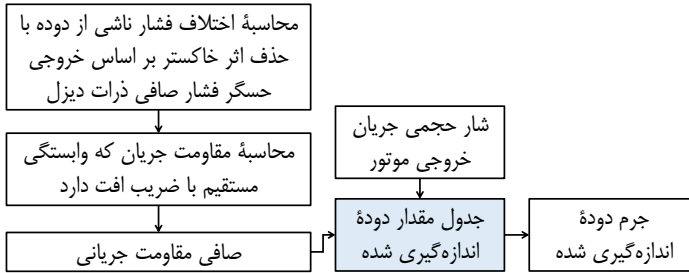 محاسبهٔ اختلاف فشار ناشی از دوده با
حذف اثر خاکستر بر اساس خروجی
حسگر فشار صافی ذرات دیزل
محاسبهٔ مقاومت جریان که وابستگی
مستقیم با ضریب افت دارد
صافی مقاومت جریانی
شار حجمی جریان
خروجی موتور
جدول مقدار دودهٔ
اندازه‌گیری شده
جرم دودهٔ
اندازه‌گیری شده